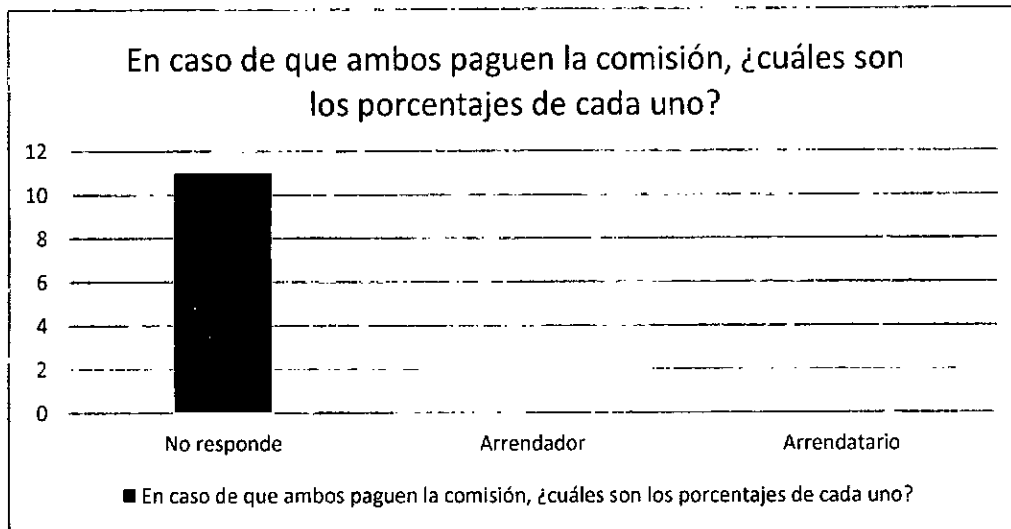 En caso de que ambos paguen la comisión, ¿cuáles son
los porcentajes de cada uno?
12
10
8
6
4
2
0
No responde
Arrendador
Arrendatario
En caso de que ambos paguen la comisión, ¿cuáles son los porcentajes de cada uno?